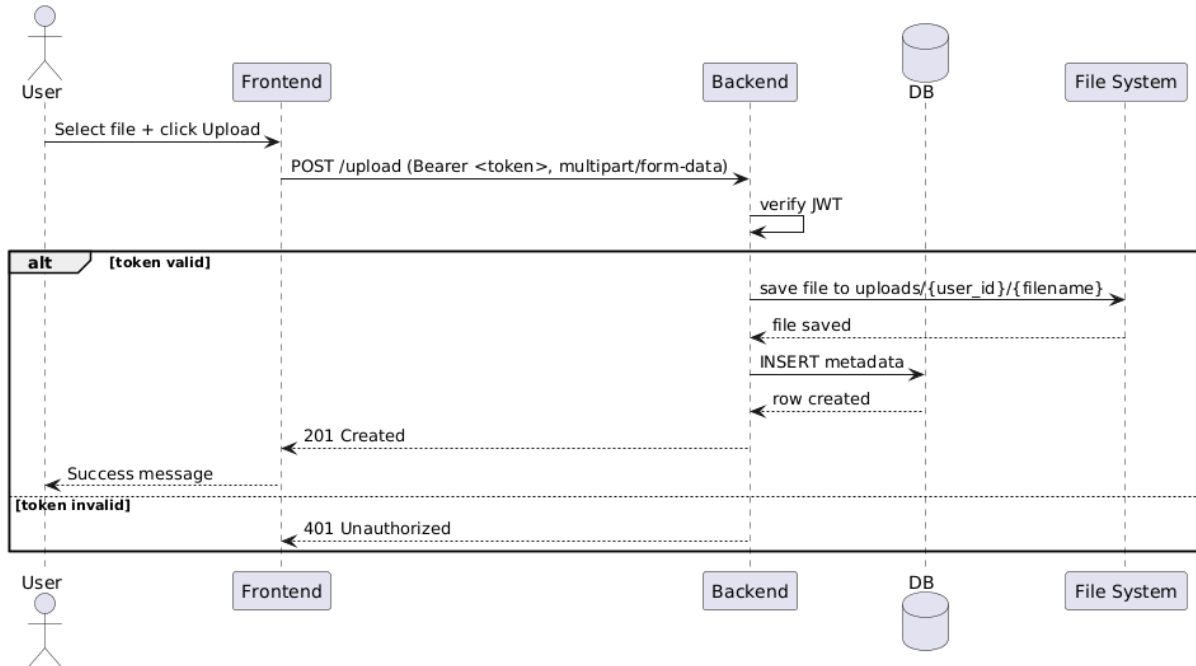 User
Frontend
Backend
DB
File System
Select file + click Upload
POST /upload (Bearer <token>, multipart/form-data)
verify JWT
alt
[token valid]
save file to uploads/{user_id}/{filename}
file saved
INSERT metadata
row created
201 Created
Success message
[token invalid]
401 Unauthorized
User
Frontend
Backend
DB
File System